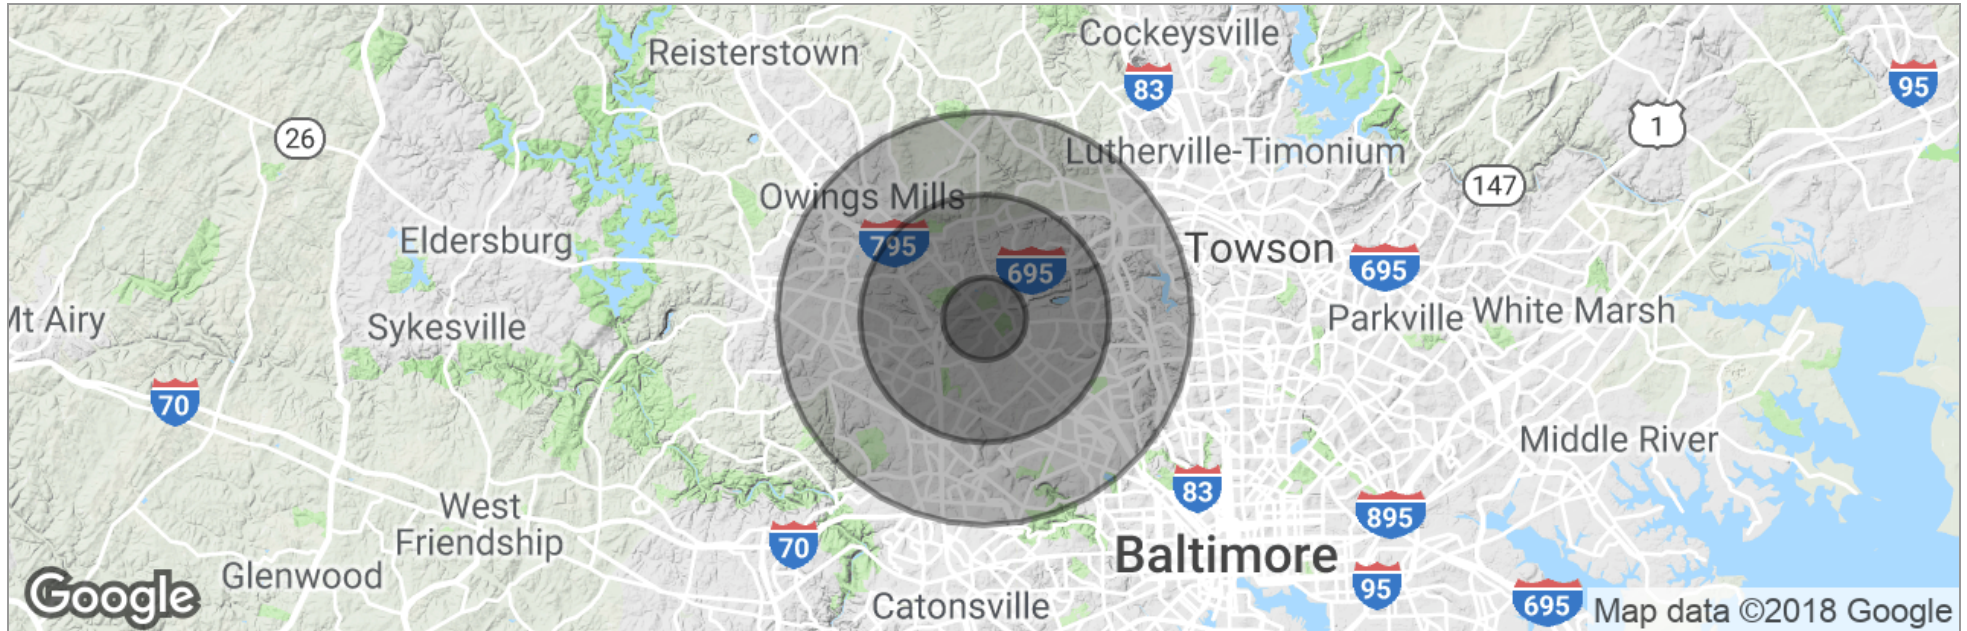 Cockeysville
Reisterstown
83
95
1
26
Lutherville-Timonium
147
Owings Mills
Eldersburg
795
Towson
695
695
Mt Airy
Sykesville
Parkville
White Marsh
70
Middle River
83
West
Friendship
895
70
Baltimore
Glenwood
95
Google
Catonsville
695
Map data ©2018 Google